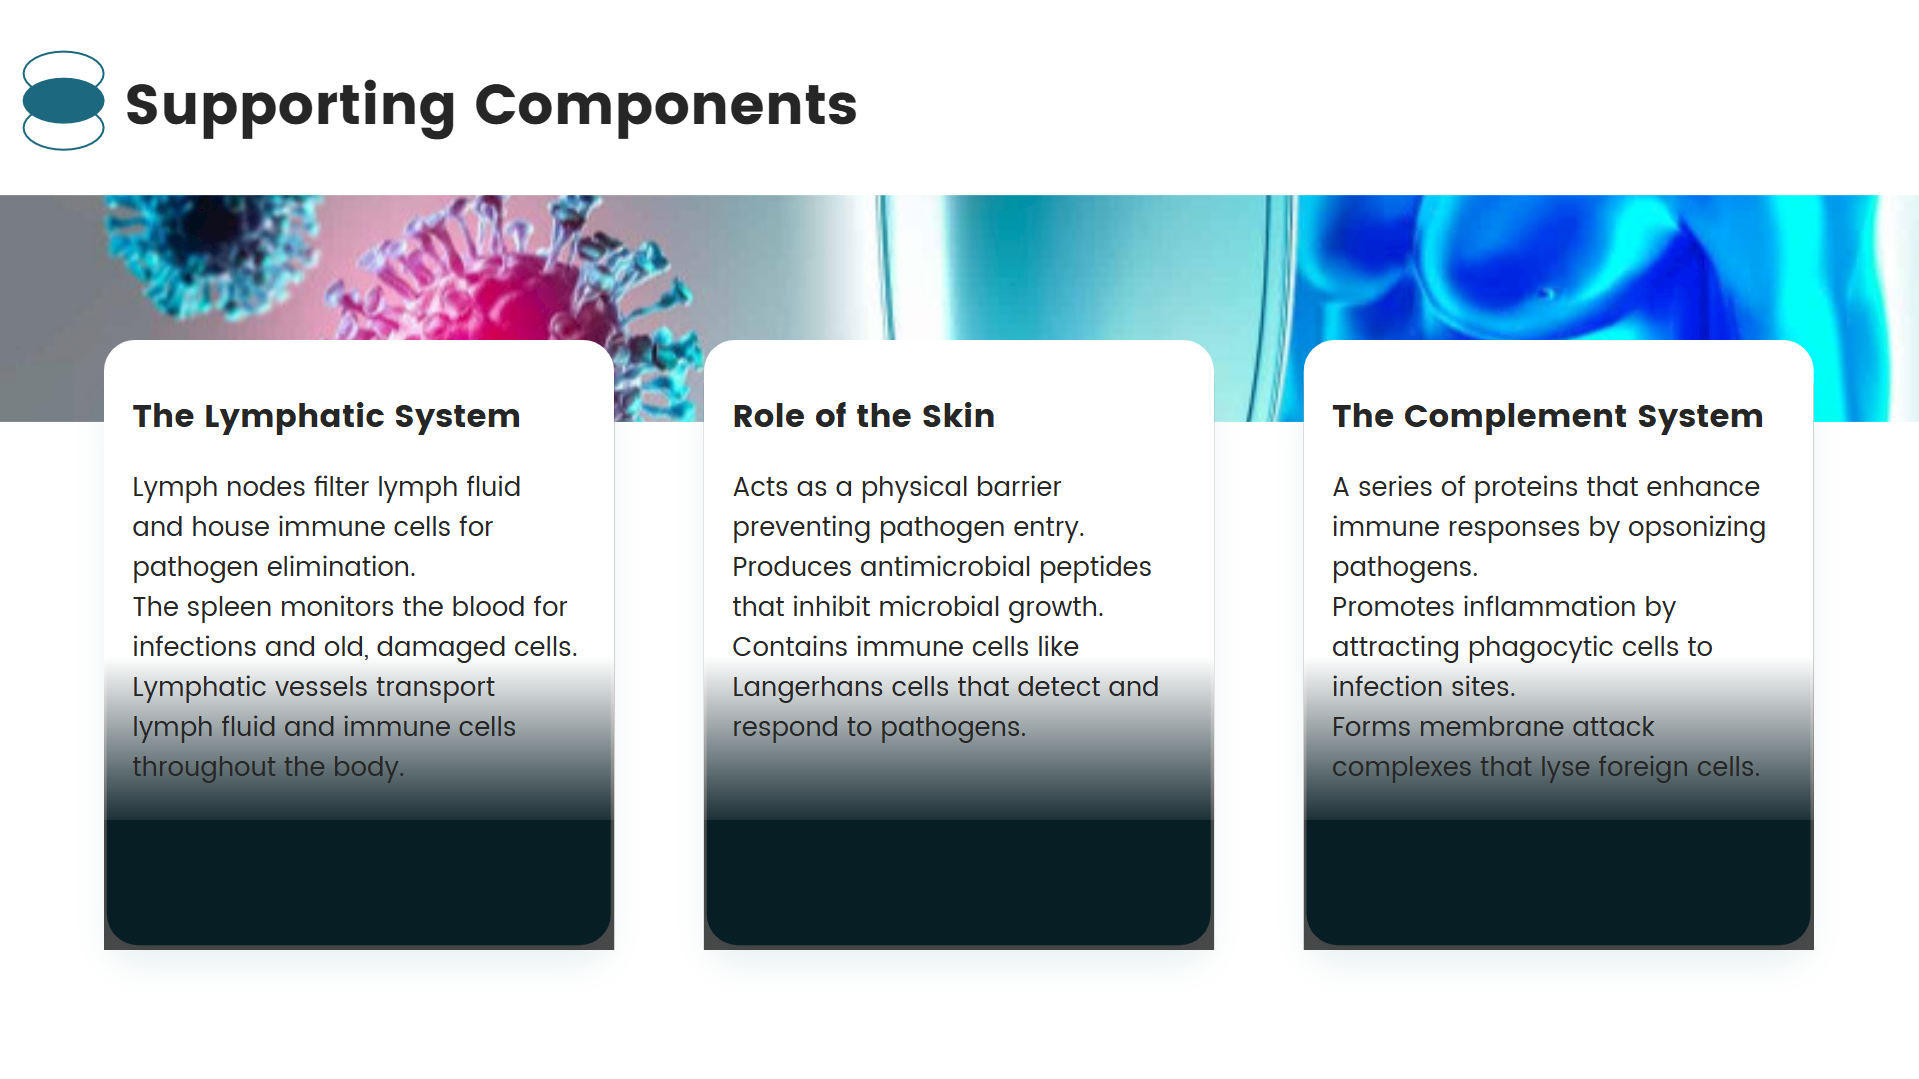 Supporting Components
The Lymphatic System
Lymph nodes filter lymph fluid
and house immune cells for
pathogen elimination.
The spleen monitors the blood for
infections and old, damaged cells.
Lymphatic vessels transport
lymph fluid and immune cells
throughout the body.
Role of the Skin
Acts as a physical barrier
preventing pathogen entry.
Produces antimicrobial peptides
that inhibit microbial growth.
Contains immune cells like
Langerhans cells that detect and
respond to pathogens.
The Complement System
A series of proteins that enhance
immune responses by opsonizing
pathogens.
Promotes inflammation by
attracting phagocytic cells to
infection sites.
Forms membrane attack
complexes that lyse foreign cells.